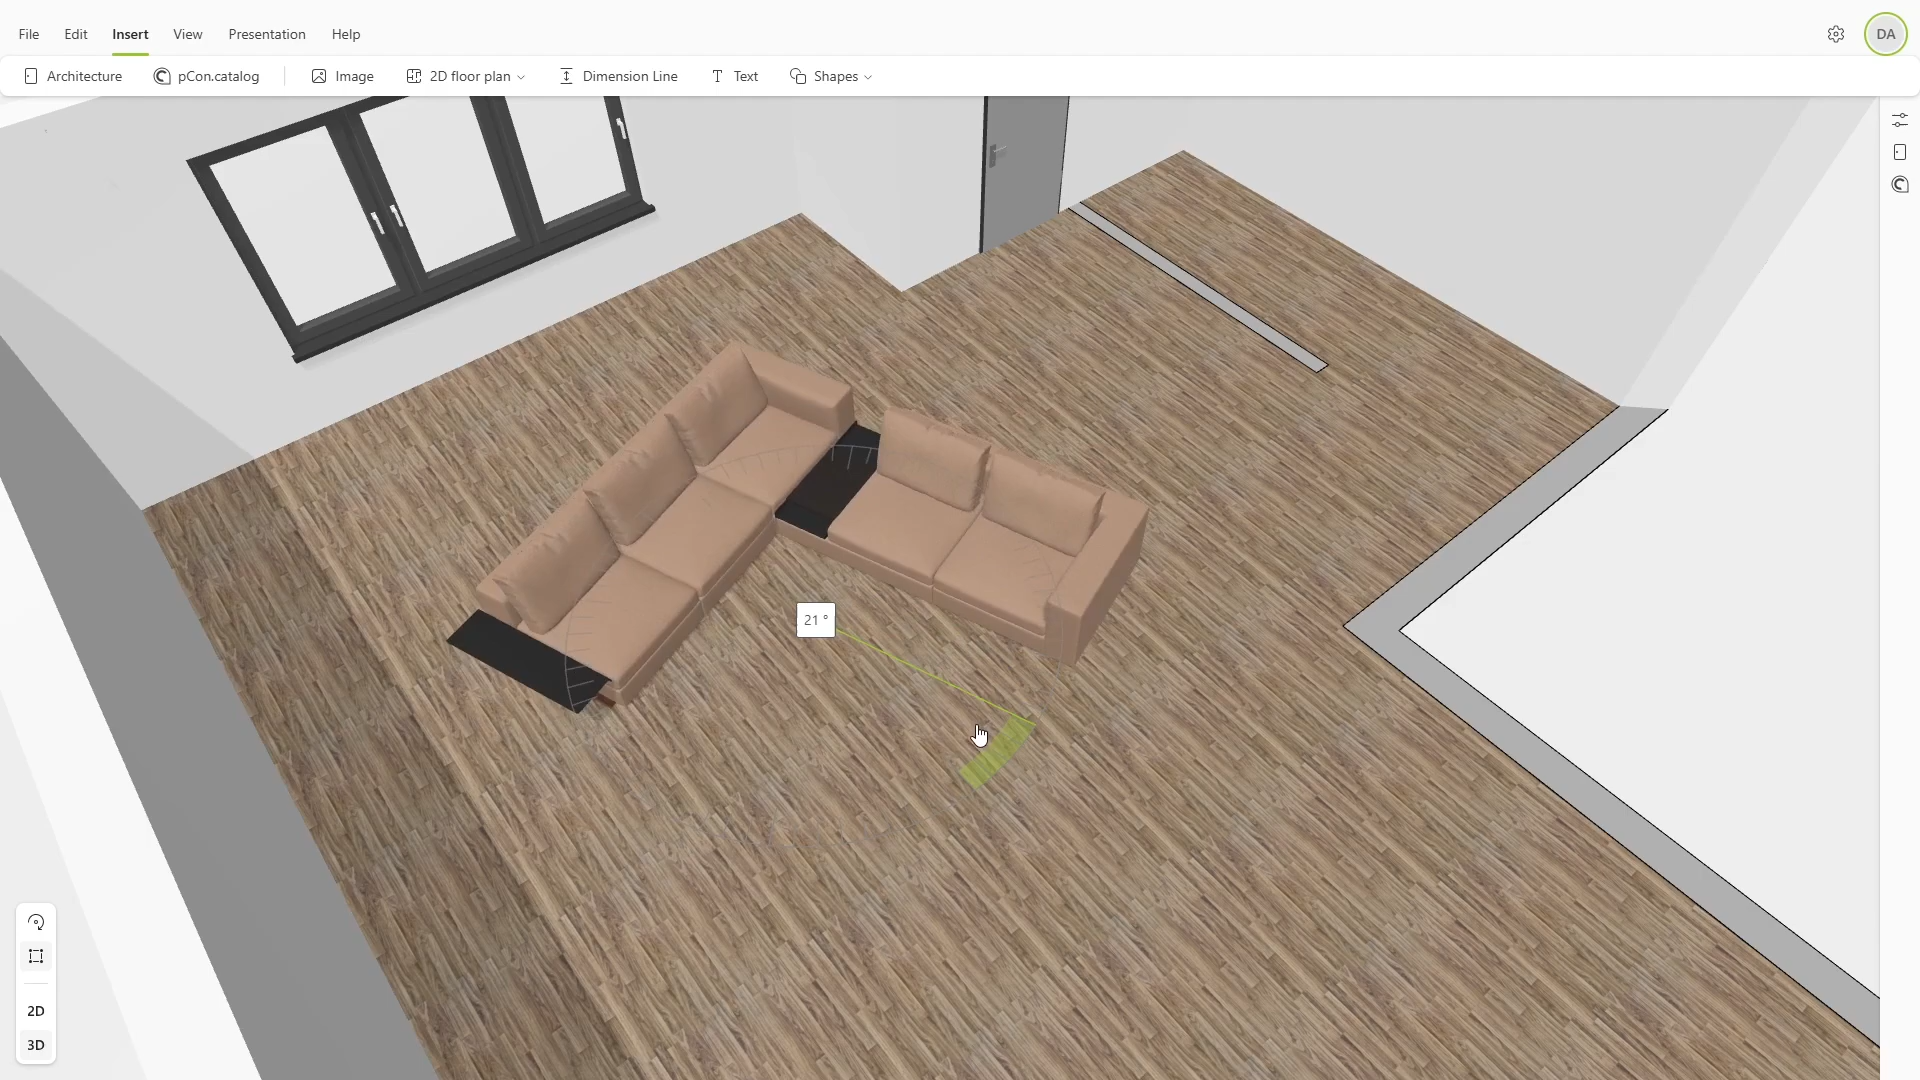 File Edit Insert View Presentation Help
DA
Architecture pCon.catalog Image 2D floor plan Dimension Line Text Shapes
21 °
2D
3D